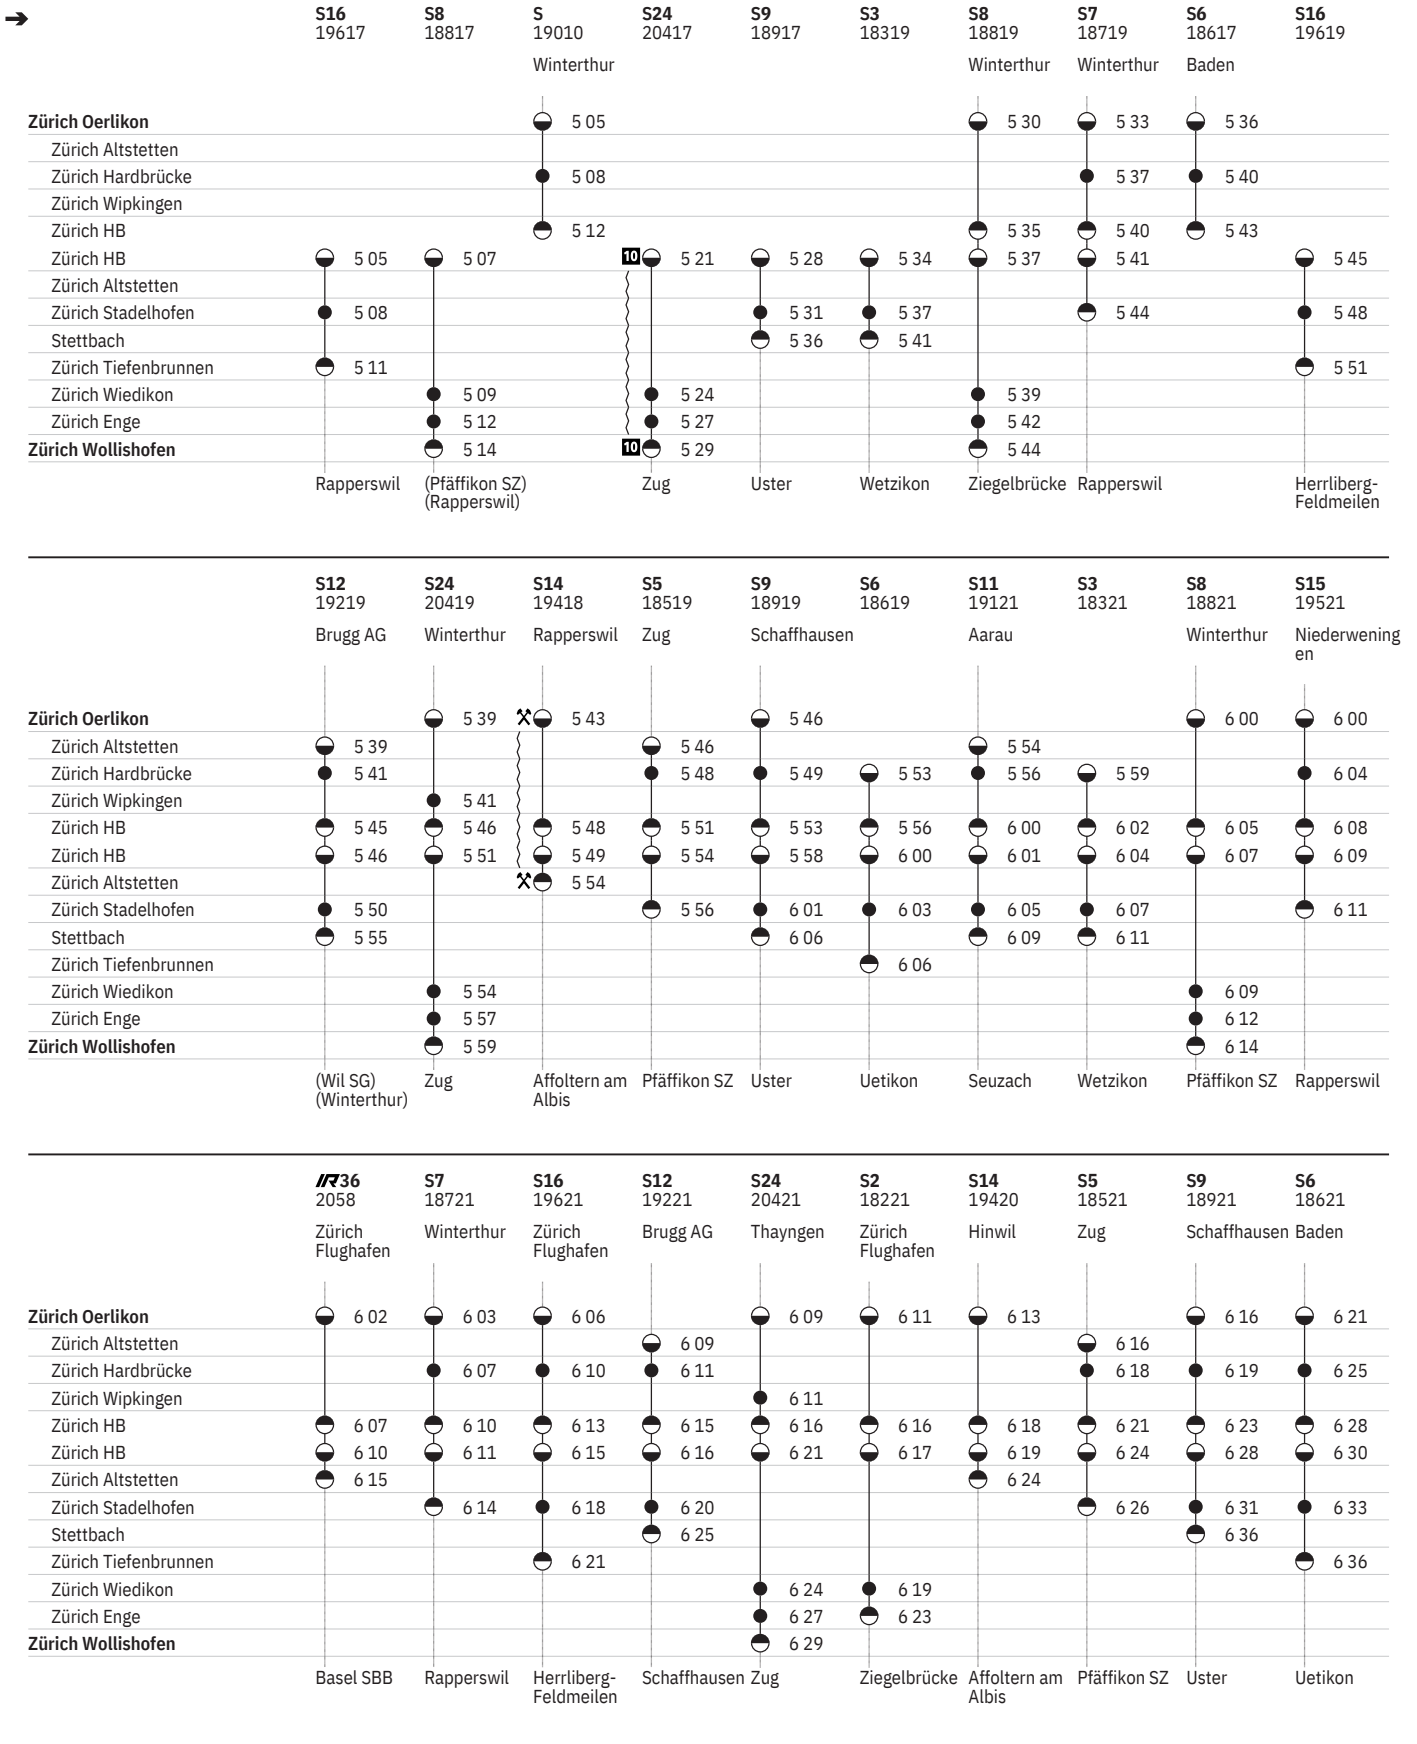 ➔ S16 S8 S S24 S9 S3 S8 S7 S6 S16
19617 18817 19010 20417 18917 18319 18819 18719 18617 19619
Winterthur Winterthur Winterthur Baden
Zürich Oerlikon 5 05 5 30 5 33 5 36
Zürich Altstetten
Zürich Hardbrücke 5 08 5 37 5 40
Zürich Wipkingen
Zürich HB 5 12 5 35 5 40 5 43
Zürich HB 5 05 5 07 10 5 21 5 28 5 34 5 37 5 41 5 45
Zürich Altstetten
Zürich Stadelhofen 5 08 5 31 5 37 5 44 5 48
Stettbach 5 36 5 41
Zürich Tiefenbrunnen 5 11 5 51
Zürich Wiedikon 5 09 5 24 5 39
Zürich Enge 5 12 5 27 5 42
Zürich Wollishofen 5 14 10 5 29 5 44
Rapperswil (Pfäffikon SZ) Zug Uster Wetzikon Ziegelbrücke Rapperswil Herrliberg-
(Rapperswil) Feldmeilen
S12 S24 S14 S5 S9 S6 S11 S3 S8 S15
19219 20419 19418 18519 18919 18619 19121 18321 18821 19521
Brugg AG Winterthur Rapperswil Zug Schaffhausen Aarau Winterthur Niederwening
en
Zürich Oerlikon 5 39 5 43 5 46 6 00 6 00
Zürich Altstetten 5 39 5 46 5 54
Zürich Hardbrücke 5 41 5 48 5 49 5 53 5 56 5 59 6 04
Zürich Wipkingen 5 41
Zürich HB 5 45 5 46 5 48 5 51 5 53 5 56 6 00 6 02 6 05 6 08
Zürich HB 5 46 5 51 5 49 5 54 5 58 6 00 6 01 6 04 6 07 6 09
Zürich Altstetten 5 54
Zürich Stadelhofen 5 50 5 56 6 01 6 03 6 05 6 07 6 11
Stettbach 5 55 6 06 6 09 6 11
Zürich Tiefenbrunnen 6 06
Zürich Wiedikon 5 54 6 09
Zürich Enge 5 57 6 12
Zürich Wollishofen 5 59 6 14
(Wil SG) Zug Affoltern am Pfäffikon SZ Uster Uetikon Seuzach Wetzikon Pfäffikon SZ Rapperswil
(Winterthur) Albis
IR36 S7 S16 S12 S24 S2 S14 S5 S9 S6
2058 18721 19621 19221 20421 18221 19420 18521 18921 18621
Zürich Winterthur Zürich Brugg AG Thayngen Zürich Hinwil Zug Schaffhausen Baden
Flughafen Flughafen Flughafen
Zürich Oerlikon 6 02 6 03 6 06 6 09 6 11 6 13 6 16 6 21
Zürich Altstetten 6 09 6 16
Zürich Hardbrücke 6 07 6 10 6 11 6 18 6 19 6 25
Zürich Wipkingen 6 11
Zürich HB 6 07 6 10 6 13 6 15 6 16 6 16 6 18 6 21 6 23 6 28
Zürich HB 6 10 6 11 6 15 6 16 6 21 6 17 6 19 6 24 6 28 6 30
Zürich Altstetten 6 15 6 24
Zürich Stadelhofen 6 14 6 18 6 20 6 26 6 31 6 33
Stettbach 6 25 6 36
Zürich Tiefenbrunnen 6 21 6 36
Zürich Wiedikon 6 24 6 19
Zürich Enge 6 27 6 23
Zürich Wollishofen 6 29
Basel SBB Rapperswil Herrliberg- Schaffhausen Zug Ziegelbrücke Affoltern am Pfäffikon SZ Uster Uetikon
Feldmeilen Albis